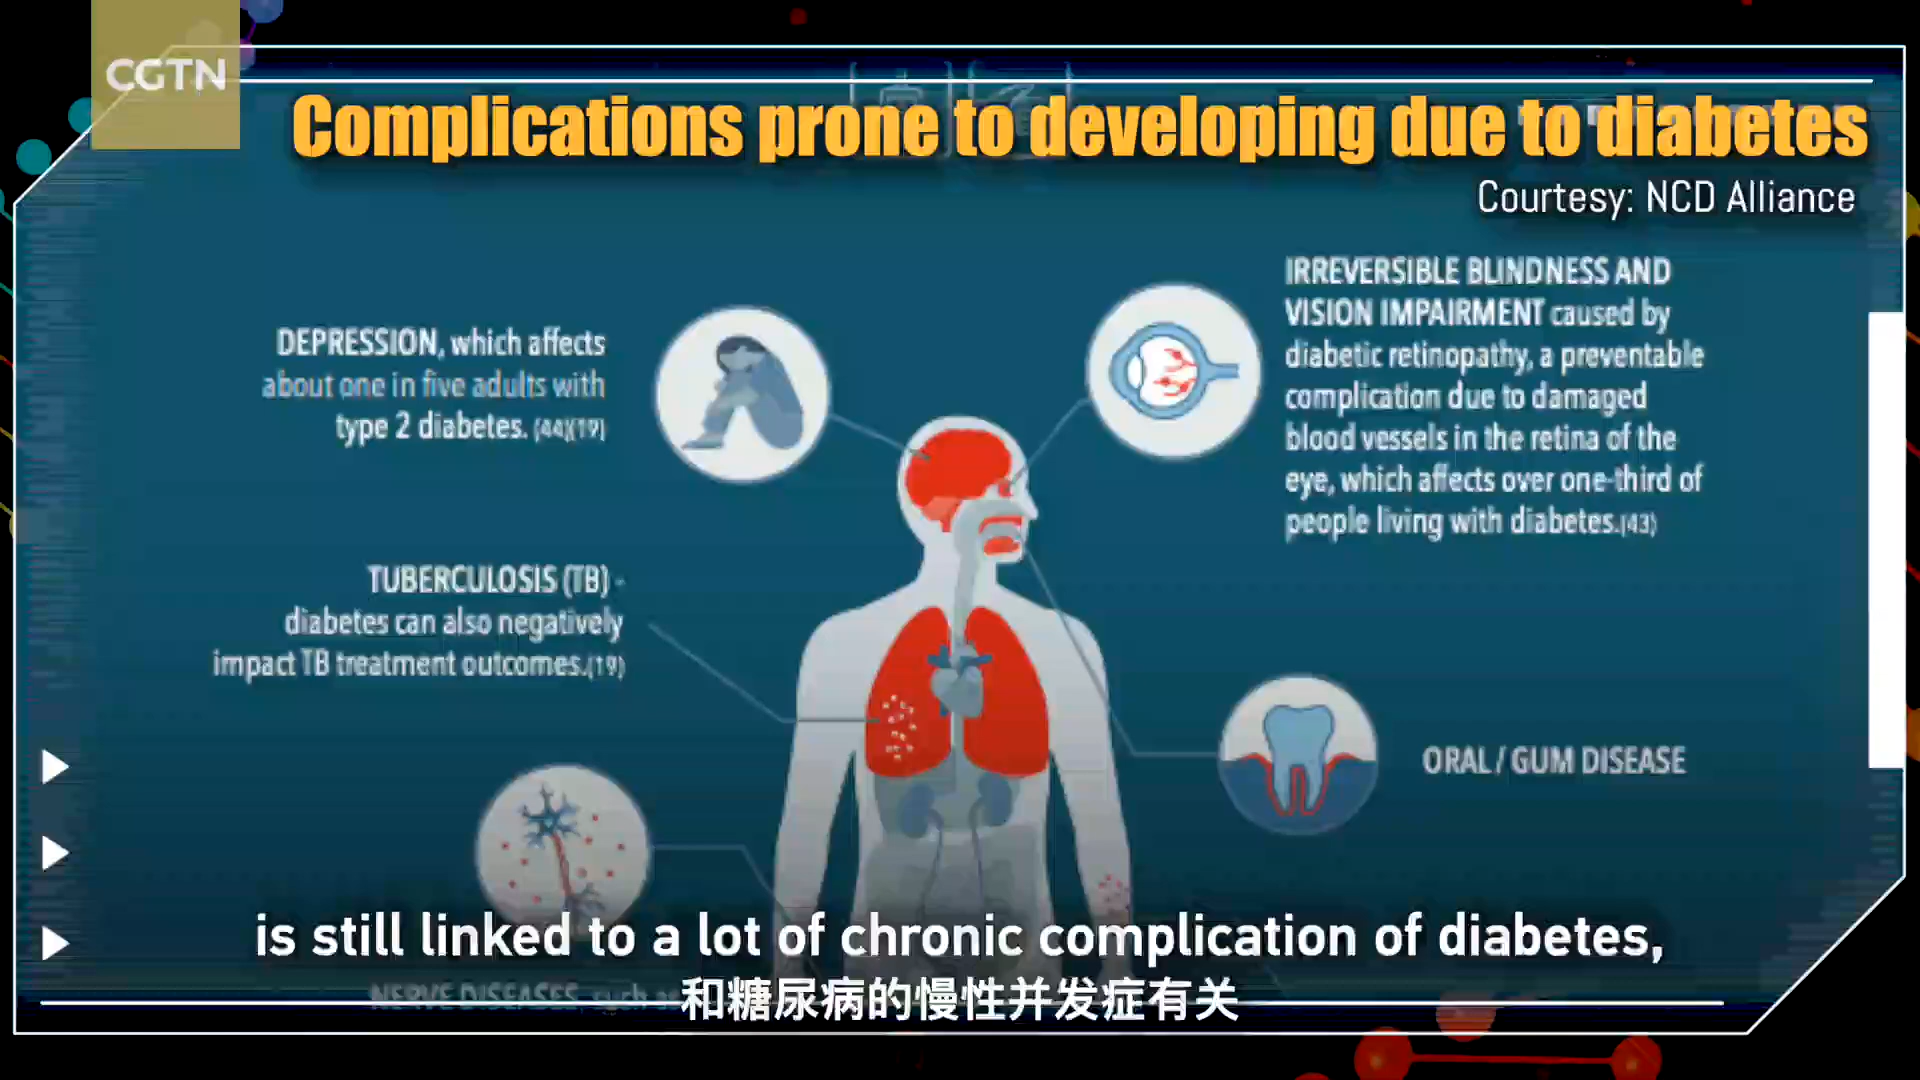 CGTN
Complications prone to developing due to diabetes
Courtesy: NCD Alliance
DEPRESSION, which affects
about one in five adults with
type 2 diabetes. (44)(19)
IRREVERSIBLE BLINDNESS AND
VISION IMPAIRMENT caused by
diabetic retinopathy, a preventable
complication due to damaged
blood vessels in the retina of the
eye, which affects over one-third of
people living with diabetes.(43)
TUBERCULOSIS (TB) -
diabetes can also negatively
impact TB treatment outcomes.(19)
ORAL / GUM DISEASE
NERVE DISEASES, such as
is still linked to a lot of chronic complication of diabetes,
和糖尿病的慢性并发症有关